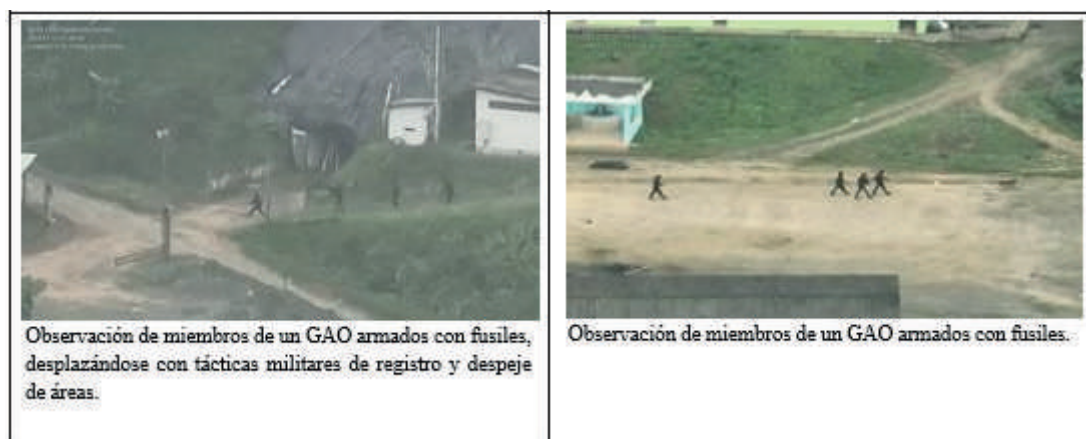 Observación de miembros de un GAO armados con fusiles,
desplazándose con tácticas militares de registro y despeje
de áreas.
Observación de miembros de un GAO armados con fusiles.